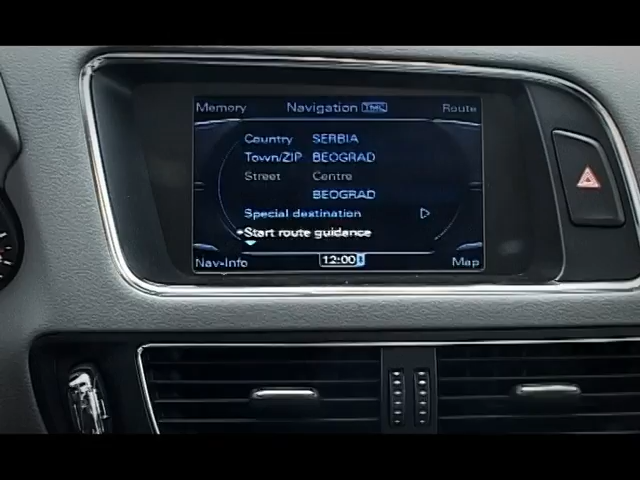 Memory Navigation TMC Route
Country SERBIA
Town/ZIP BEOGRAD
Street Centre
BEOGRAD
Special destination
Start route guidance
Nav-Info 12:00 Map